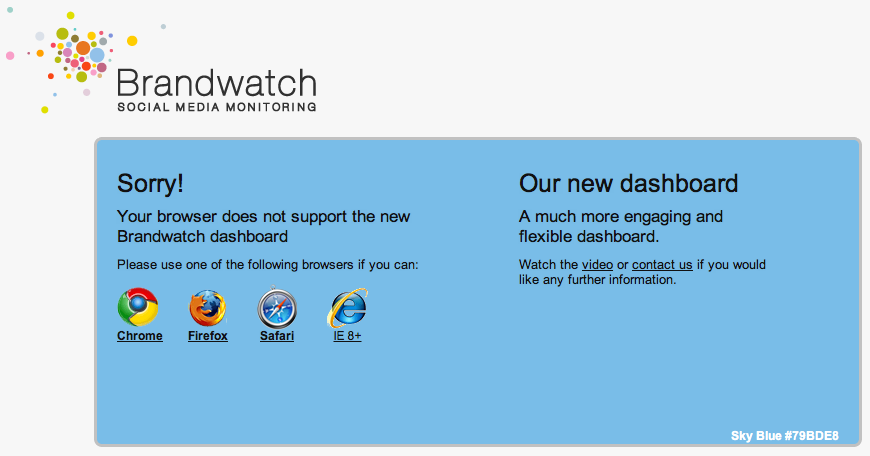 Brandwatch
SOCIAL MEDIA MONITORING
Sorry!
Your browser does not support the new
Brandwatch dashboard
Please use one of the following browsers if you can:
Chrome Firefox Safari IE 8+
Our new dashboard
A much more engaging and
flexible dashboard.
Watch the video or contact us if you would
like any further information.
Sky Blue #79BDE8